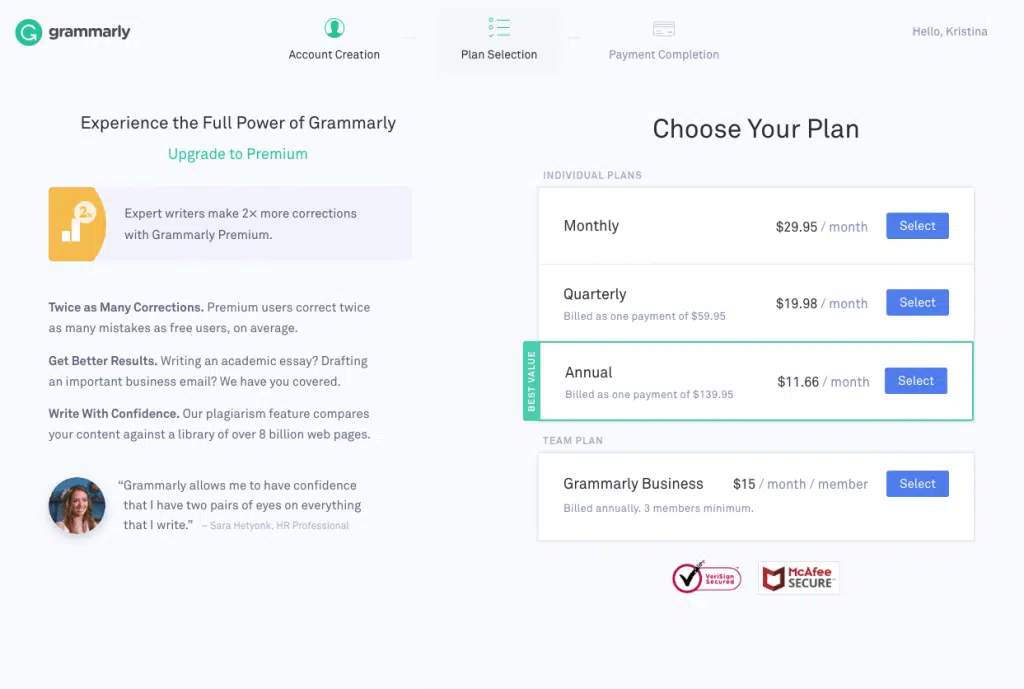 grammarly
Account Creation
Plan Selection
Payment Completion
Hello, Kristina
Experience the Full Power of Grammarly
Upgrade to Premium
2x
Expert writers make 2× more corrections
with Grammarly Premium.
Twice as Many Corrections. Premium users correct twice
as many mistakes as free users, on average.
Get Better Results. Writing an academic essay? Drafting
an important business email? We have you covered.
Write With Confidence. Our plagiarism feature compares
your content against a library of over 8 billion web pages.
“Grammarly allows me to have confidence
that I have two pairs of eyes on everything
that I write.” – Sara Hetyonk, HR Professional
Choose Your Plan
INDIVIDUAL PLANS
Monthly
$29.95 / month
Select
Quarterly
Billed as one payment of $59.95
$19.98 / month
Select
BEST VALUE
Annual
Billed as one payment of $139.95
$11.66 / month
Select
TEAM PLAN
Grammarly Business
$15 / month / member
Select
Billed annually. 3 members minimum.
VeriSign
Secured
McAfee
SECURE